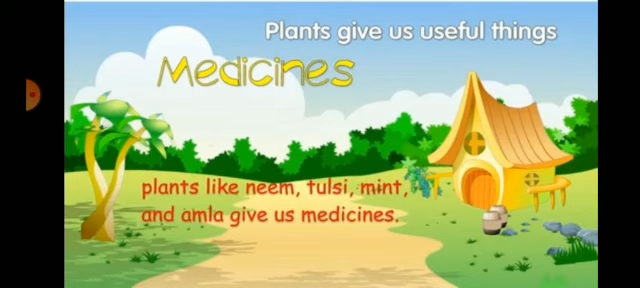 Plants give us useful things
Medicines
plants like neem, tulsi, mint,
and amla give us medicines.